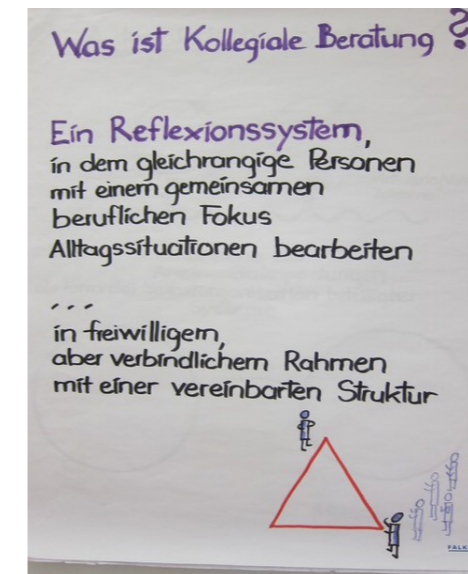 Was ist Kollegiale Beratung ?
Ein Reflexionssystem,
in dem gleichrangige Personen
mit einem gemeinsamen
beruflichen Fokus
Alltagssituationen bearbeiten
...
in freiwilligem,
aber verbindlichem Rahmen
mit einer vereinbarten Struktur
FALK